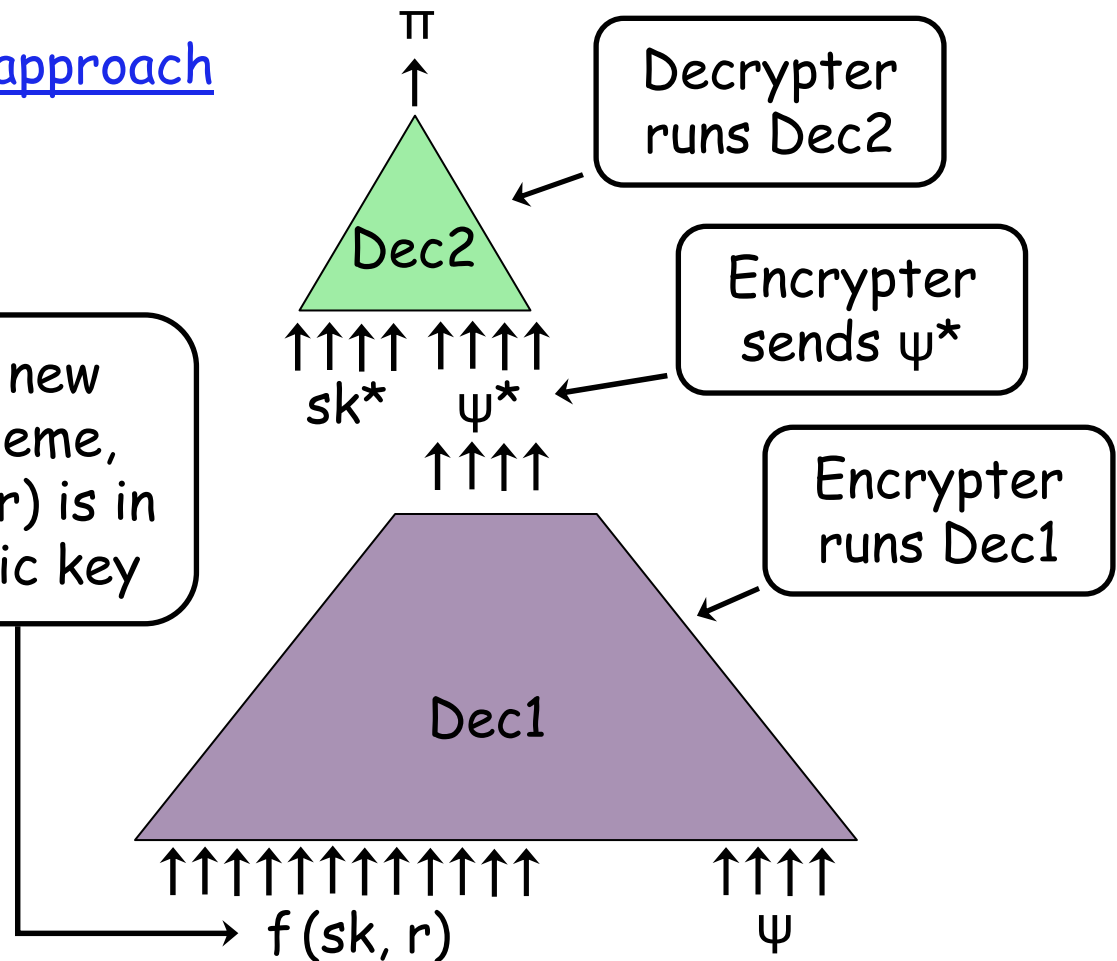 approach
π
Decrypter
runs Dec2
Dec2
Encrypter
sends ψ*
sk* ψ*
new
eme,
r) is in
ic key
Encrypter
runs Dec1
Dec1
f (sk, r) ψ